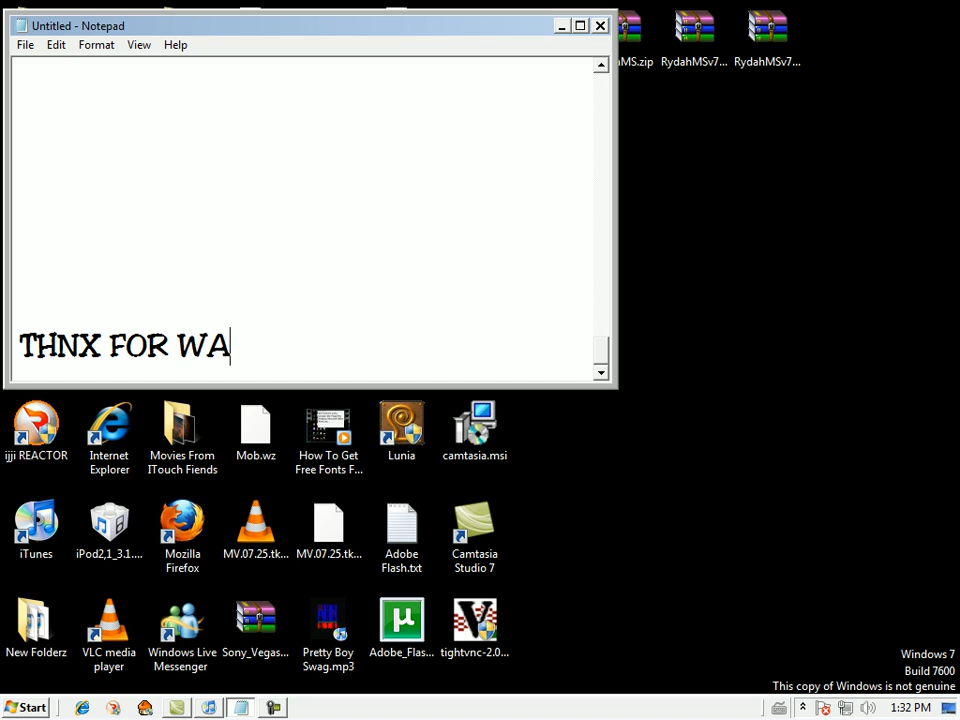 Untitled - Notepad
File Edit Format View Help
THNX FOR WA
MS.zip RydahMSv7... RydahMSv7...
ijji REACTOR
Internet Explorer
Movies From ITouch Fiends
Mob.wz
How To Get Free Fonts F...
Lunia
camtasia.msi
iTunes
iPod2,1_3.1....
Mozilla Firefox
MV.07.25.tk...
MV.07.25.tk...
Adobe Flash.txt
Camtasia Studio 7
New Folderz
VLC media player
Windows Live Messenger
Sony_Vegas...
Pretty Boy Swag.mp3
Adobe_Flas...
tightvnc-2.0...
Windows 7
Build 7600
This copy of Windows is not genuine
Start
1:32 PM